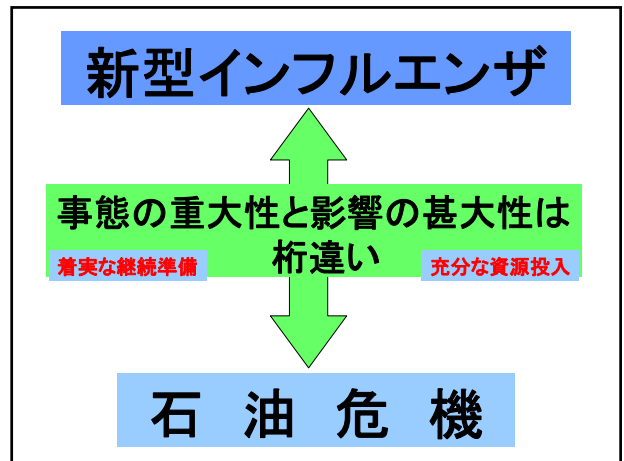 新型インフルエンザ
事態の重大性と影響の甚大性は
桁違い
着実な継続準備
充分な資源投入
石油危機